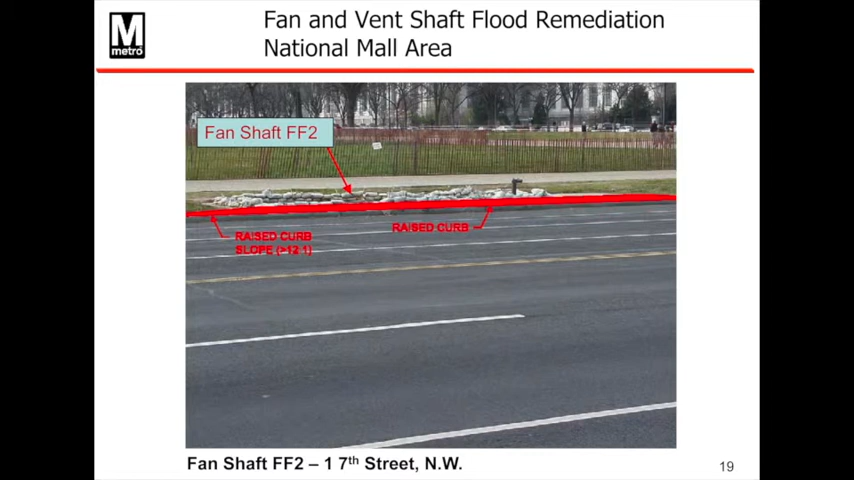 M
metro
Fan and Vent Shaft Flood Remediation
National Mall Area
Fan Shaft FF2
RAISED CURB
SLOPE (>12 1)
RAISED CURB
Fan Shaft FF2 – 1 7th Street, N.W.
19